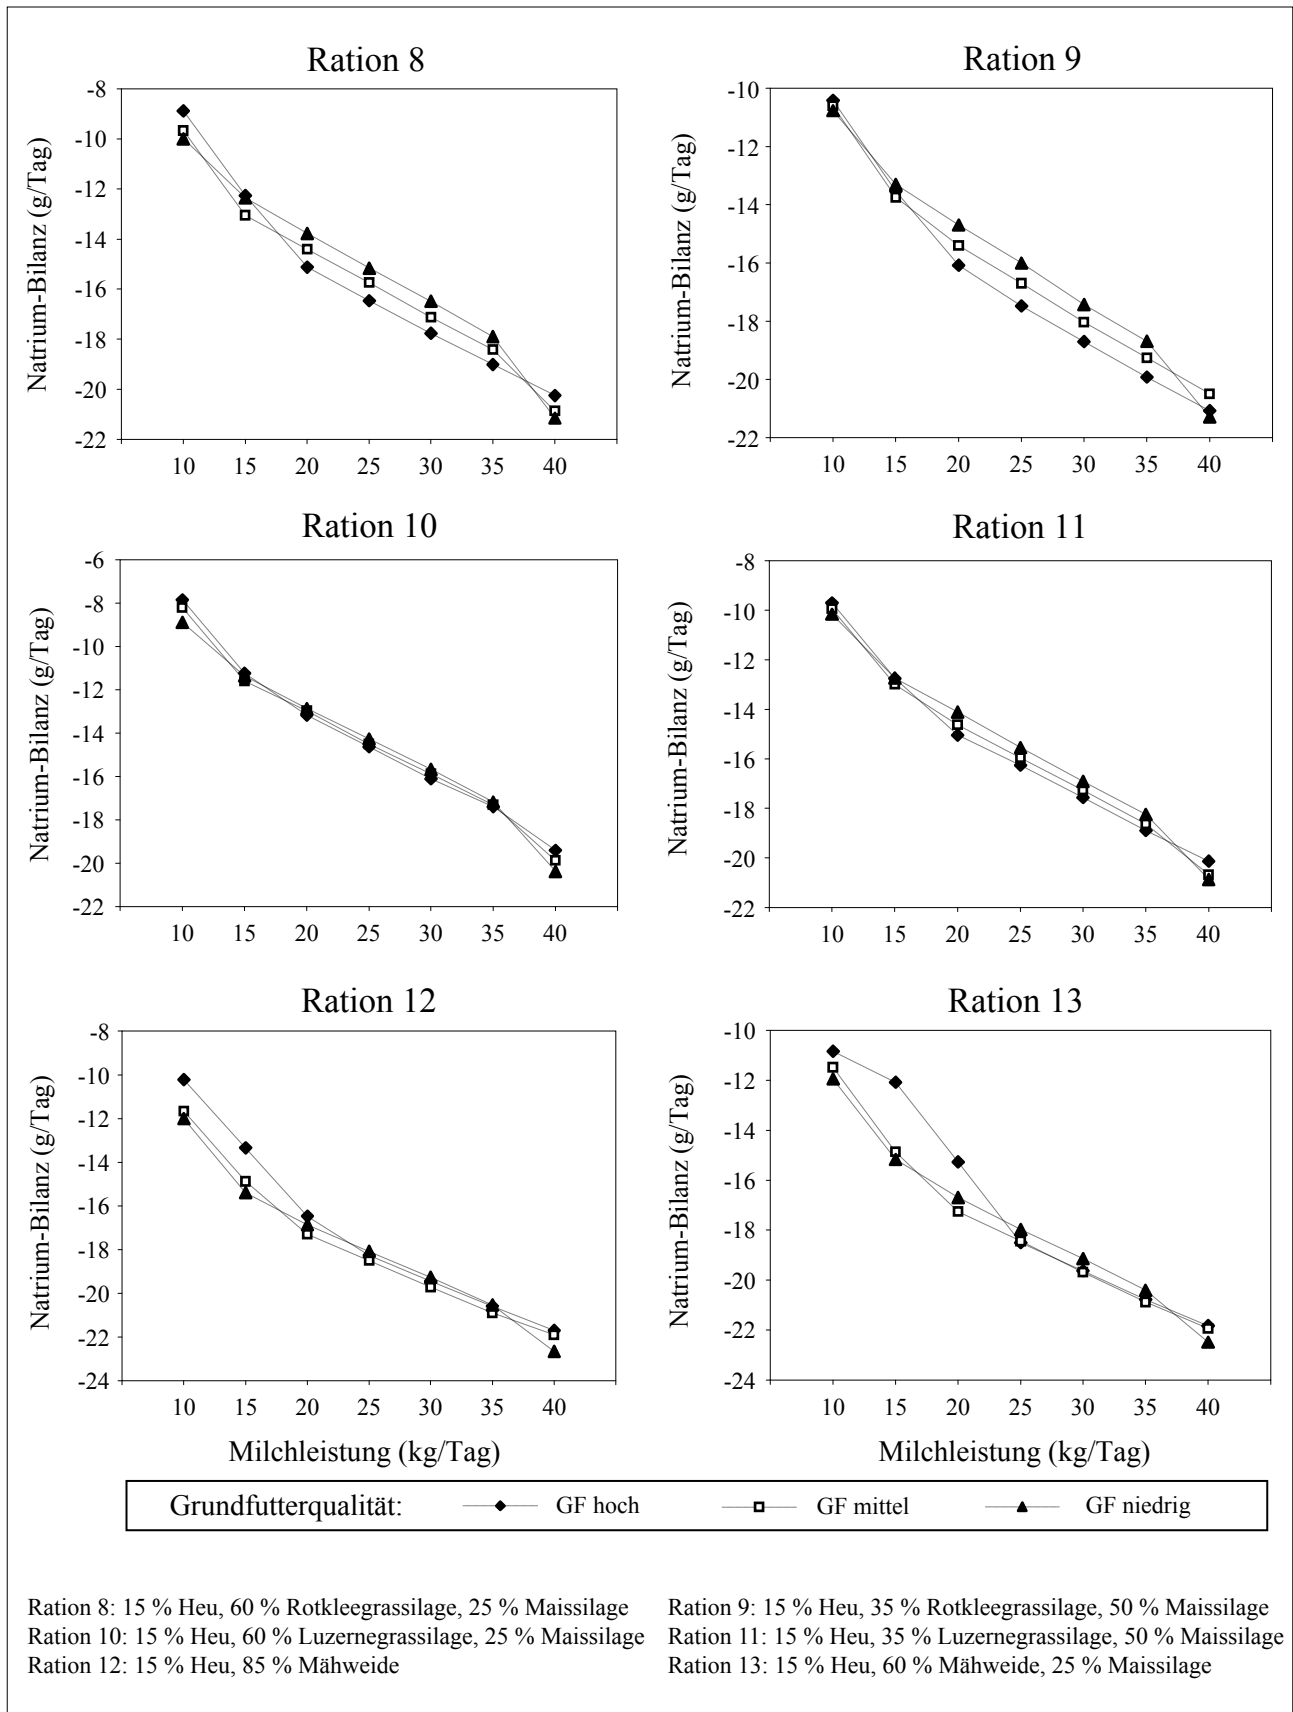 Ration 8
Natrium-Bilanz (g/Tag)
-8
-10
-12
-14
-16
-18
-20
-22
10 15 20 25 30 35 40
Ration 9
Natrium-Bilanz (g/Tag)
-10
-12
-14
-16
-18
-20
-22
10 15 20 25 30 35 40
Ration 10
Natrium-Bilanz (g/Tag)
-6
-8
-10
-12
-14
-16
-18
-20
-22
10 15 20 25 30 35 40
Ration 11
Natrium-Bilanz (g/Tag)
-8
-10
-12
-14
-16
-18
-20
-22
10 15 20 25 30 35 40
Ration 12
Natrium-Bilanz (g/Tag)
-8
-10
-12
-14
-16
-18
-20
-22
-24
10 15 20 25 30 35 40
Milchleistung (kg/Tag)
Ration 13
Natrium-Bilanz (g/Tag)
-10
-12
-14
-16
-18
-20
-22
-24
10 15 20 25 30 35 40
Milchleistung (kg/Tag)
Grundfutterqualität: GF hoch GF mittel GF niedrig
Ration 8: 15 % Heu, 60 % Rotkleegrassilage, 25 % Maissilage
Ration 9: 15 % Heu, 35 % Rotkleegrassilage, 50 % Maissilage
Ration 10: 15 % Heu, 60 % Luzernegrassilage, 25 % Maissilage
Ration 11: 15 % Heu, 35 % Luzernegrassilage, 50 % Maissilage
Ration 12: 15 % Heu, 85 % Mähweide
Ration 13: 15 % Heu, 60 % Mähweide, 25 % Maissilage